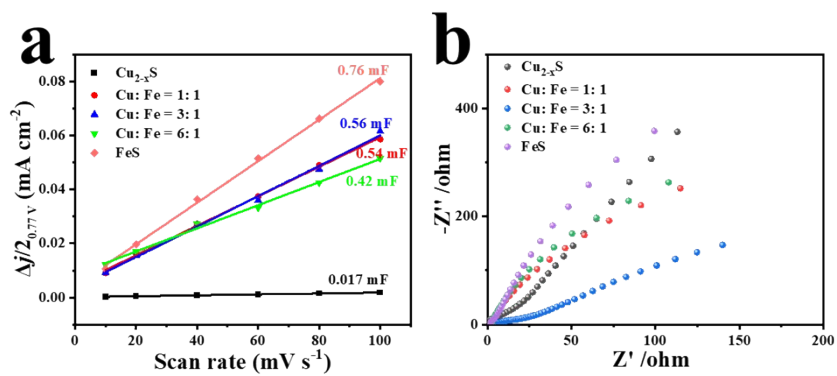 a
Δj/2₀.₇₇ ᵥ (mA cm⁻²)
0.08
0.06
0.04
0.02
0.00
Cu₂₋ₓS
Cu: Fe = 1: 1
Cu: Fe = 3: 1
Cu: Fe = 6: 1
FeS
0.76 mF
0.56 mF
0.54 mF
0.42 mF
0.017 mF
0 20 40 60 80 100
Scan rate (mV s⁻¹)
b
-Z'' /ohm
400
200
0
Cu₂₋ₓS
Cu: Fe = 1: 1
Cu: Fe = 3: 1
Cu: Fe = 6: 1
FeS
0 50 100 150 200
Z' /ohm